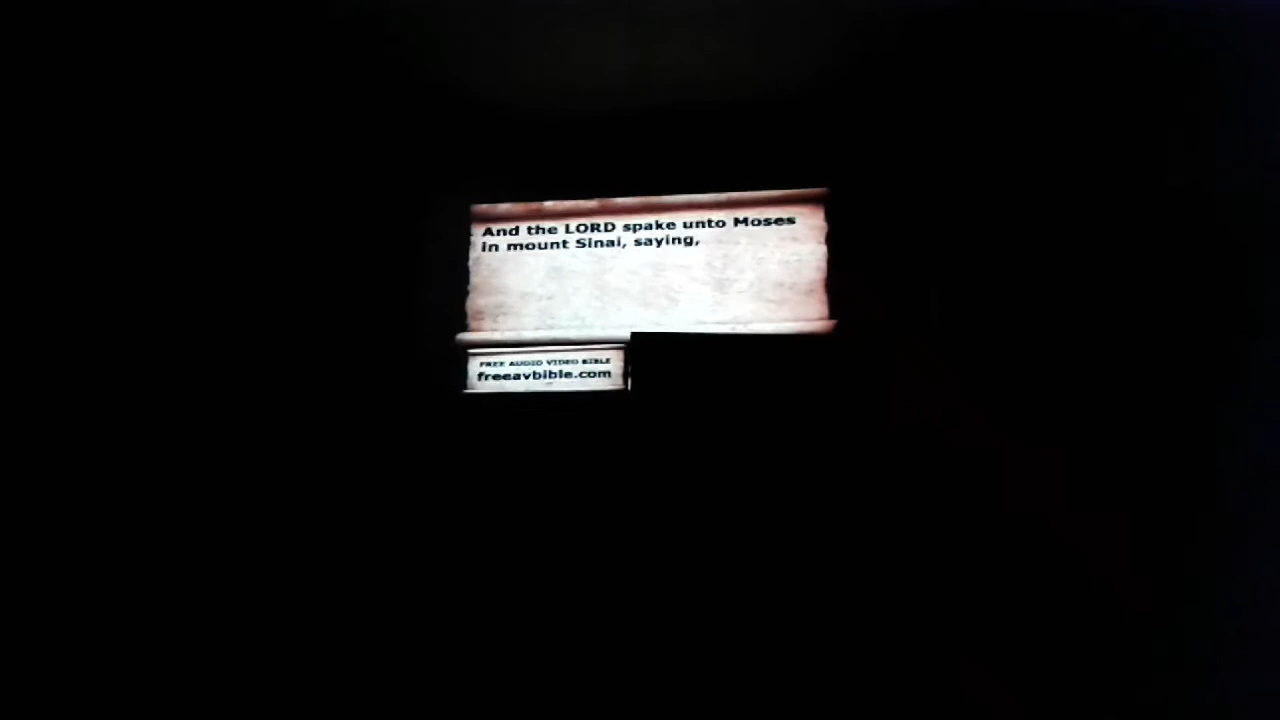 And the LORD spake unto Moses
in mount Sinai, saying,
FREE AUDIO VIDEO BIBLE
freeavbible.com